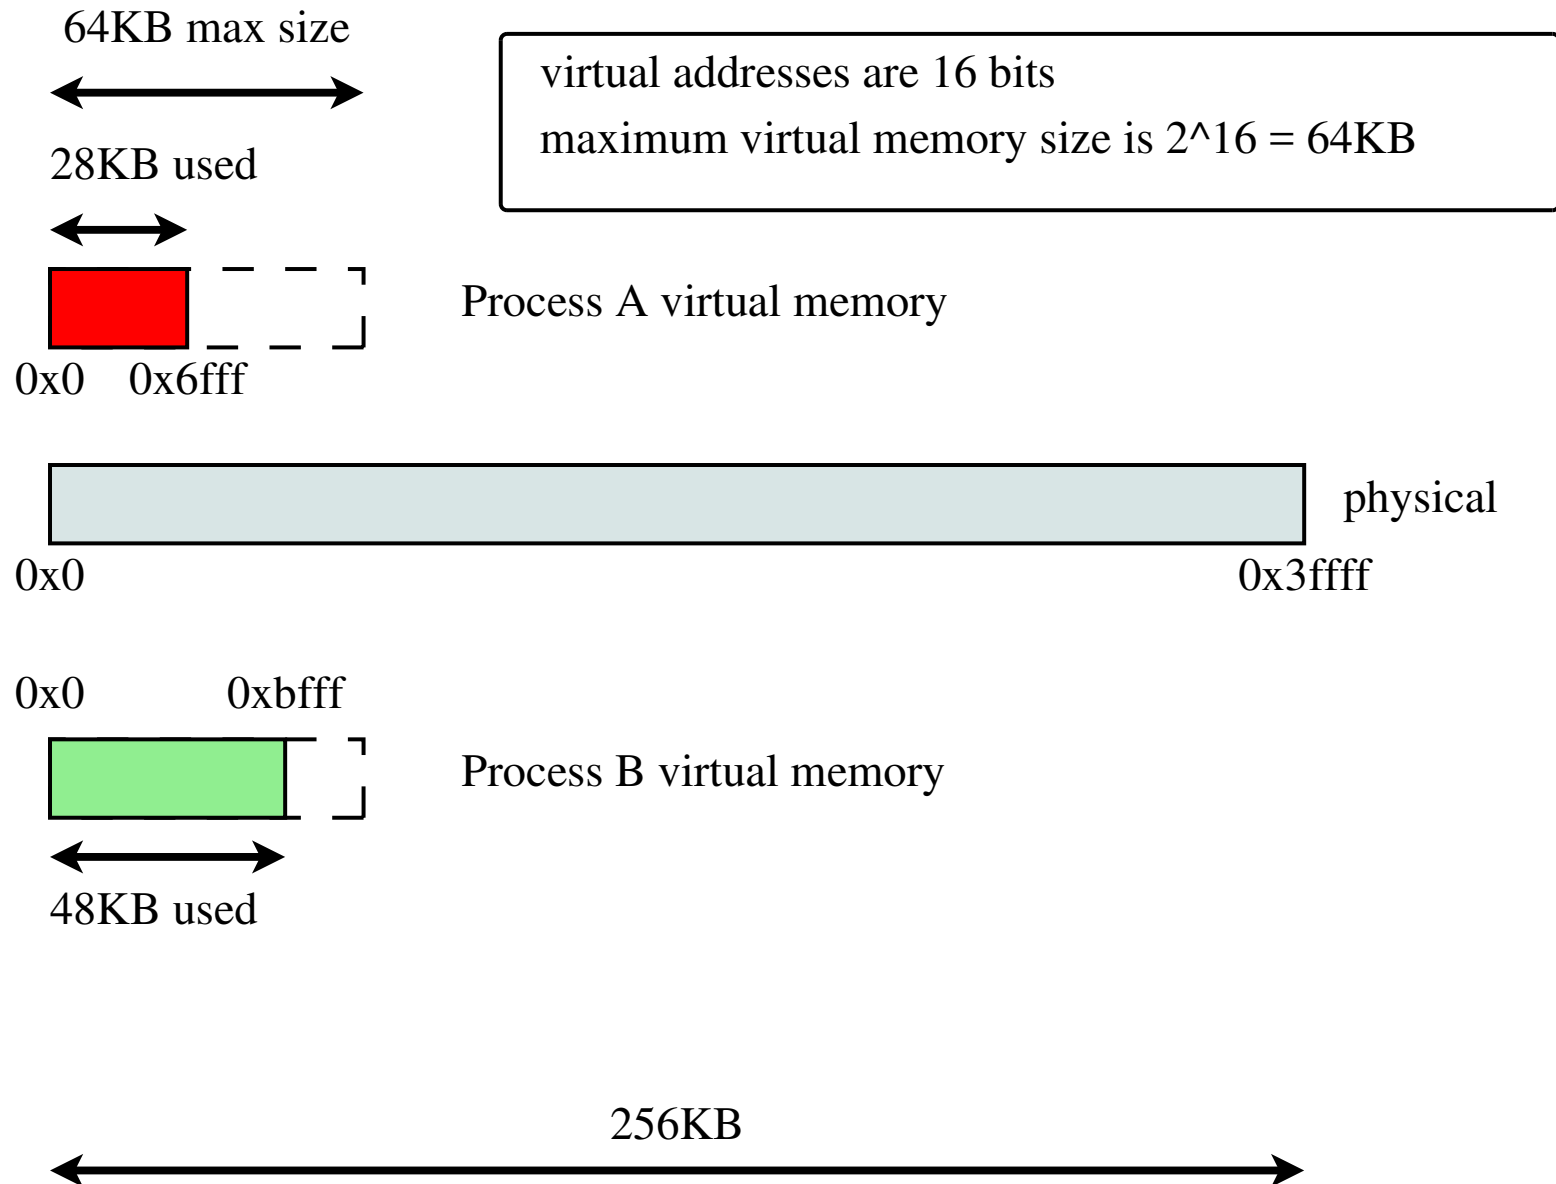 64KB max size
virtual addresses are 16 bits
maximum virtual memory size is 2^16 = 64KB
28KB used
Process A virtual memory
0x0 0x6fff
physical
0x0 0x3ffff
0x0 0xbfff
Process B virtual memory
48KB used
256KB